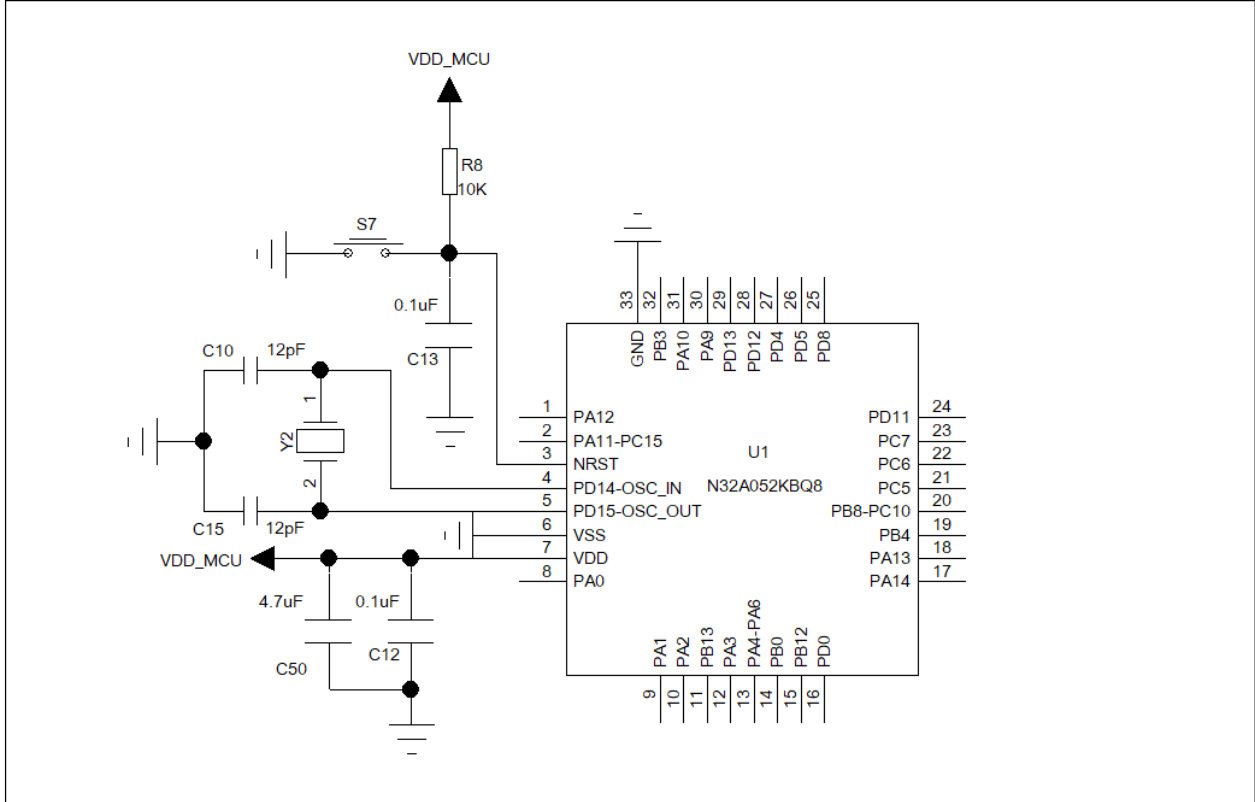 VDD_MCU
R8
10K
S7
0.1uF
C13
C10
12pF
1
Y2
2
C15
12pF
VDD_MCU
4.7uF
0.1uF
C50
C12
33
32
31
30
29
28
27
26
25
GND
PB3
PA10
PA9
PD13
PD12
PD4
PD5
PD8
1 PA12
2 PA11-PC15
3 NRST
4 PD14-OSC_IN
5 PD15-OSC_OUT
6 VSS
7 VDD
8 PA0
U1
N32A052KBQ8
PD11 24
PC7 23
PC6 22
PC5 21
PB8-PC10 20
PB4 19
PA13 18
PA14 17
PA1
PA2
PB13
PA3
PA4-PA6
PB0
PB12
PD0
9
10
11
12
13
14
15
16